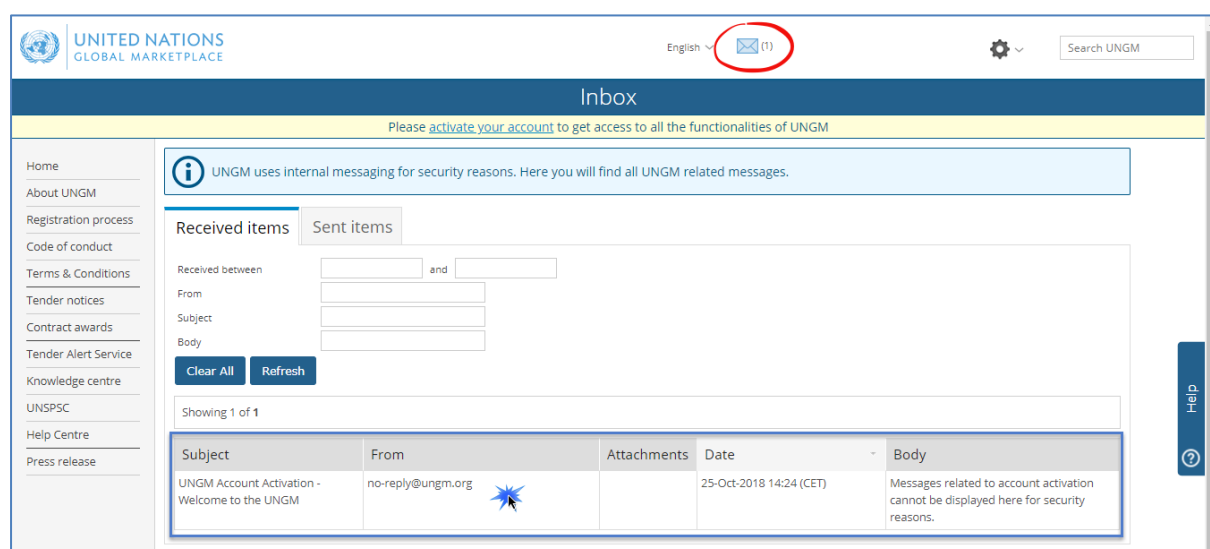 UNITED NATIONS
GLOBAL MARKETPLACE
English
(1)
Search UNGM
Inbox
Please activate your account to get access to all the functionalities of UNGM
Home
About UNGM
Registration process
Code of conduct
Terms & Conditions
Tender notices
Contract awards
Tender Alert Service
Knowledge centre
UNSPSC
Help Centre
Press release
UNGM uses internal messaging for security reasons. Here you will find all UNGM related messages.
Received items
Sent items
Received between
and
From
Subject
Body
Clear All
Refresh
Showing 1 of 1
Subject
From
Attachments
Date
Body
UNGM Account Activation -
Welcome to the UNGM
no-reply@ungm.org
25-Oct-2018 14:24 (CET)
Messages related to account activation
cannot be displayed here for security
reasons.
Help